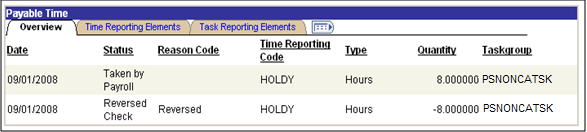 Payable Time
Overview Time Reporting Elements Task Reporting Elements
Date Status Reason Code Time Reporting Code Type Quantity Taskgroup
09/01/2008 Taken by Payroll HOLDY Hours 8.000000 PSNONCATSK
09/01/2008 Reversed Check Reversed HOLDY Hours -8.000000 PSNONCATSK